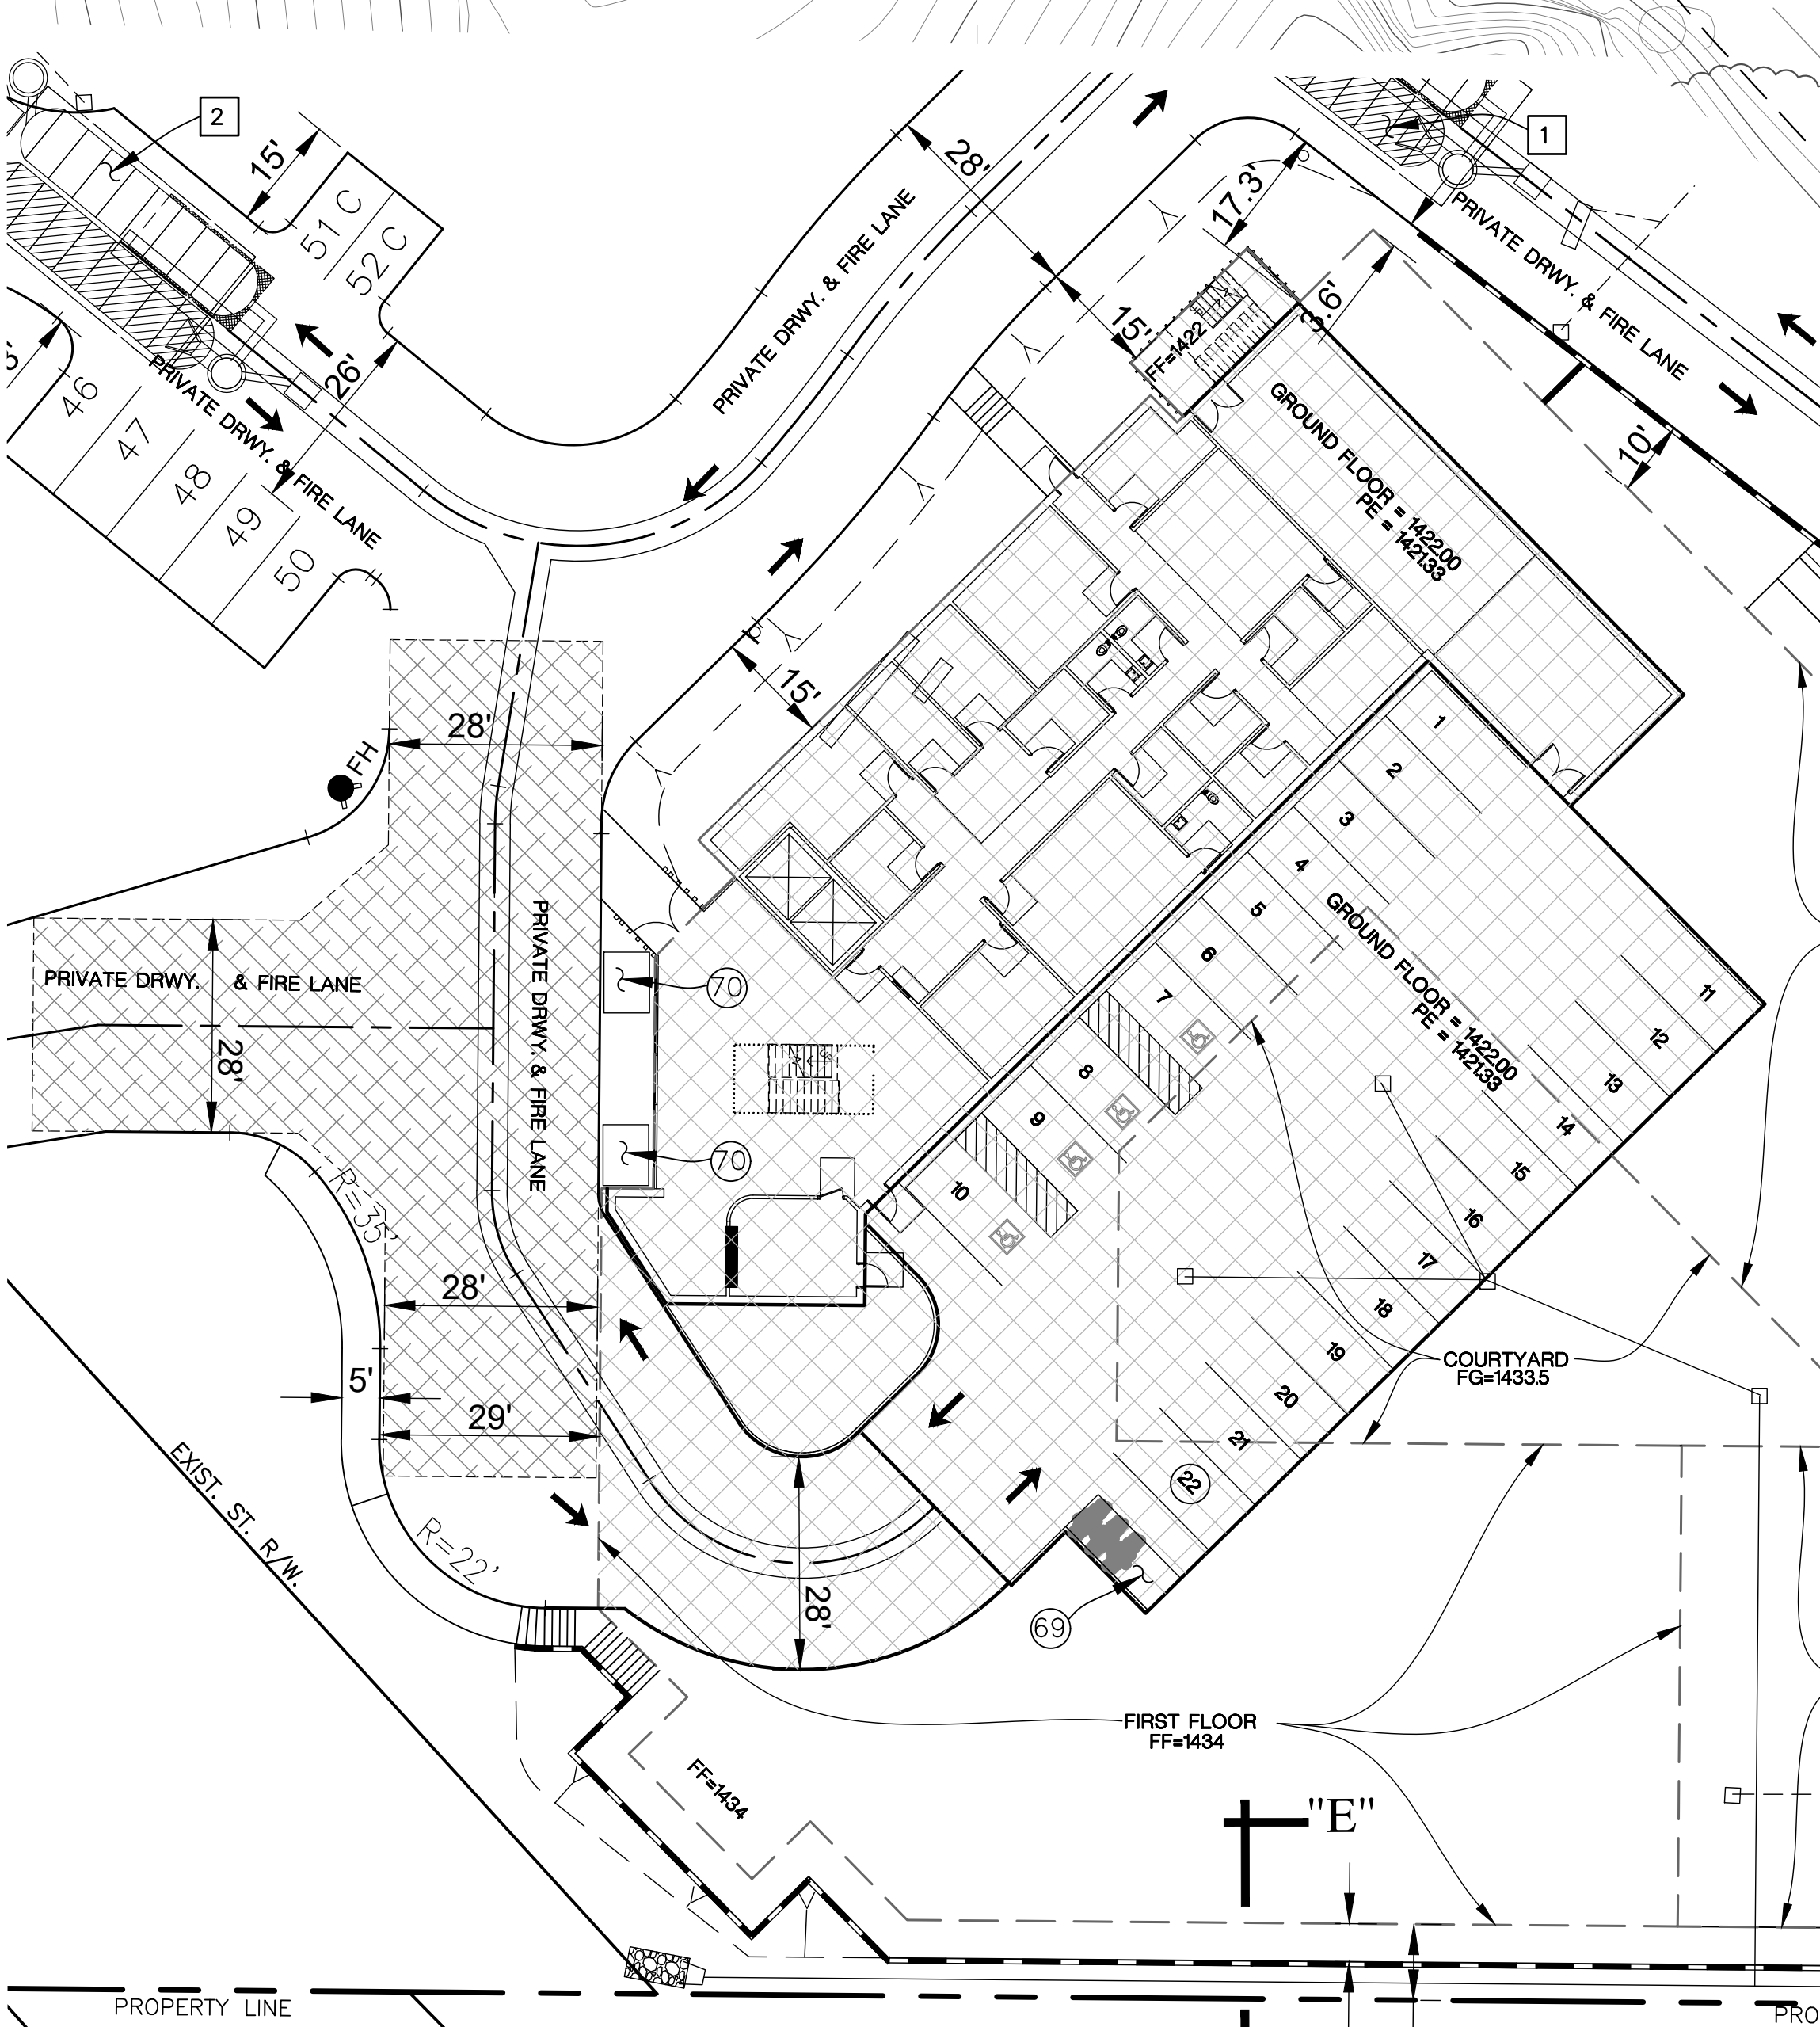 2
1
15'
28'
17.3'
51 C
52 C
PRIVATE DRWY. & FIRE LANE
PRIVATE DRWY. & FIRE LANE
15'
FF=1422
3.6'
26'
PRIVATE DRWY. & FIRE LANE
46
47
48
49
50
GROUND FLOOR = 1422.00
PE = 1421.33
10'
15'
28'
FH
1
2
3
4
5
6
7
8
9
10
GROUND FLOOR = 1422.00
PE = 1421.33
11
12
13
14
15
16
17
18
19
20
21
22
PRIVATE DRWY. & FIRE LANE
28'
PRIVATE DRWY. & FIRE LANE
70
70
R=35'
28'
5'
29'
COURTYARD
FG=1433.5
EXIST. ST. R/W.
R=22'
28'
69
FIRST FLOOR
FF=1434
FF=1434
"E"
PROPERTY LINE
PRO